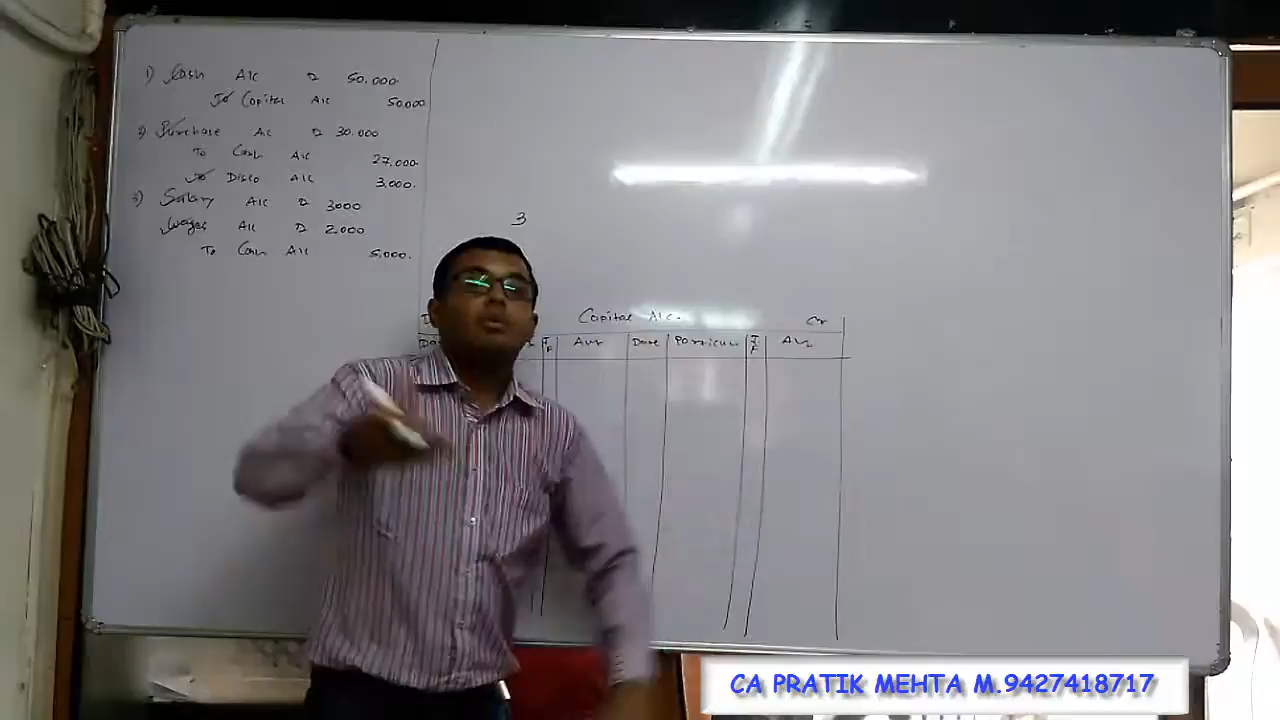 1) Cash A/c Dr 50,000
To Capital A/c 50,000
2) Purchase A/c Dr 30,000
To Cash A/c 27,000
To Disco A/c 3,000.
3) Salary A/c Dr 3000
Wages A/c Dr 2,000
To Cash A/c 5,000.
3
Capital A/c. Cr
J F Amt Date Particular J F Amt
CA PRATIK MEHTA M.9427418717